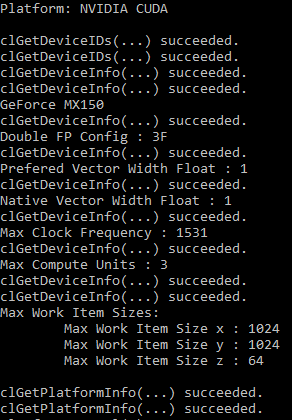 Platform: NVIDIA CUDA
clGetDeviceIDs(...) succeeded.
clGetDeviceIDs(...) succeeded.
clGetDeviceInfo(...) succeeded.
clGetDeviceInfo(...) succeeded.
GeForce MX150
clGetDeviceInfo(...) succeeded.
Double FP Config : 3F
clGetDeviceInfo(...) succeeded.
Prefered Vector Width Float : 1
clGetDeviceInfo(...) succeeded.
Native Vector Width Float : 1
clGetDeviceInfo(...) succeeded.
Max Clock Frequency : 1531
clGetDeviceInfo(...) succeeded.
Max Compute Units : 3
clGetDeviceInfo(...) succeeded.
clGetDeviceInfo(...) succeeded.
Max Work Item Sizes:
Max Work Item Size x : 1024
Max Work Item Size y : 1024
Max Work Item Size z : 64
clGetPlatformInfo(...) succeeded.
clGetPlatformInfo(...) succeeded.